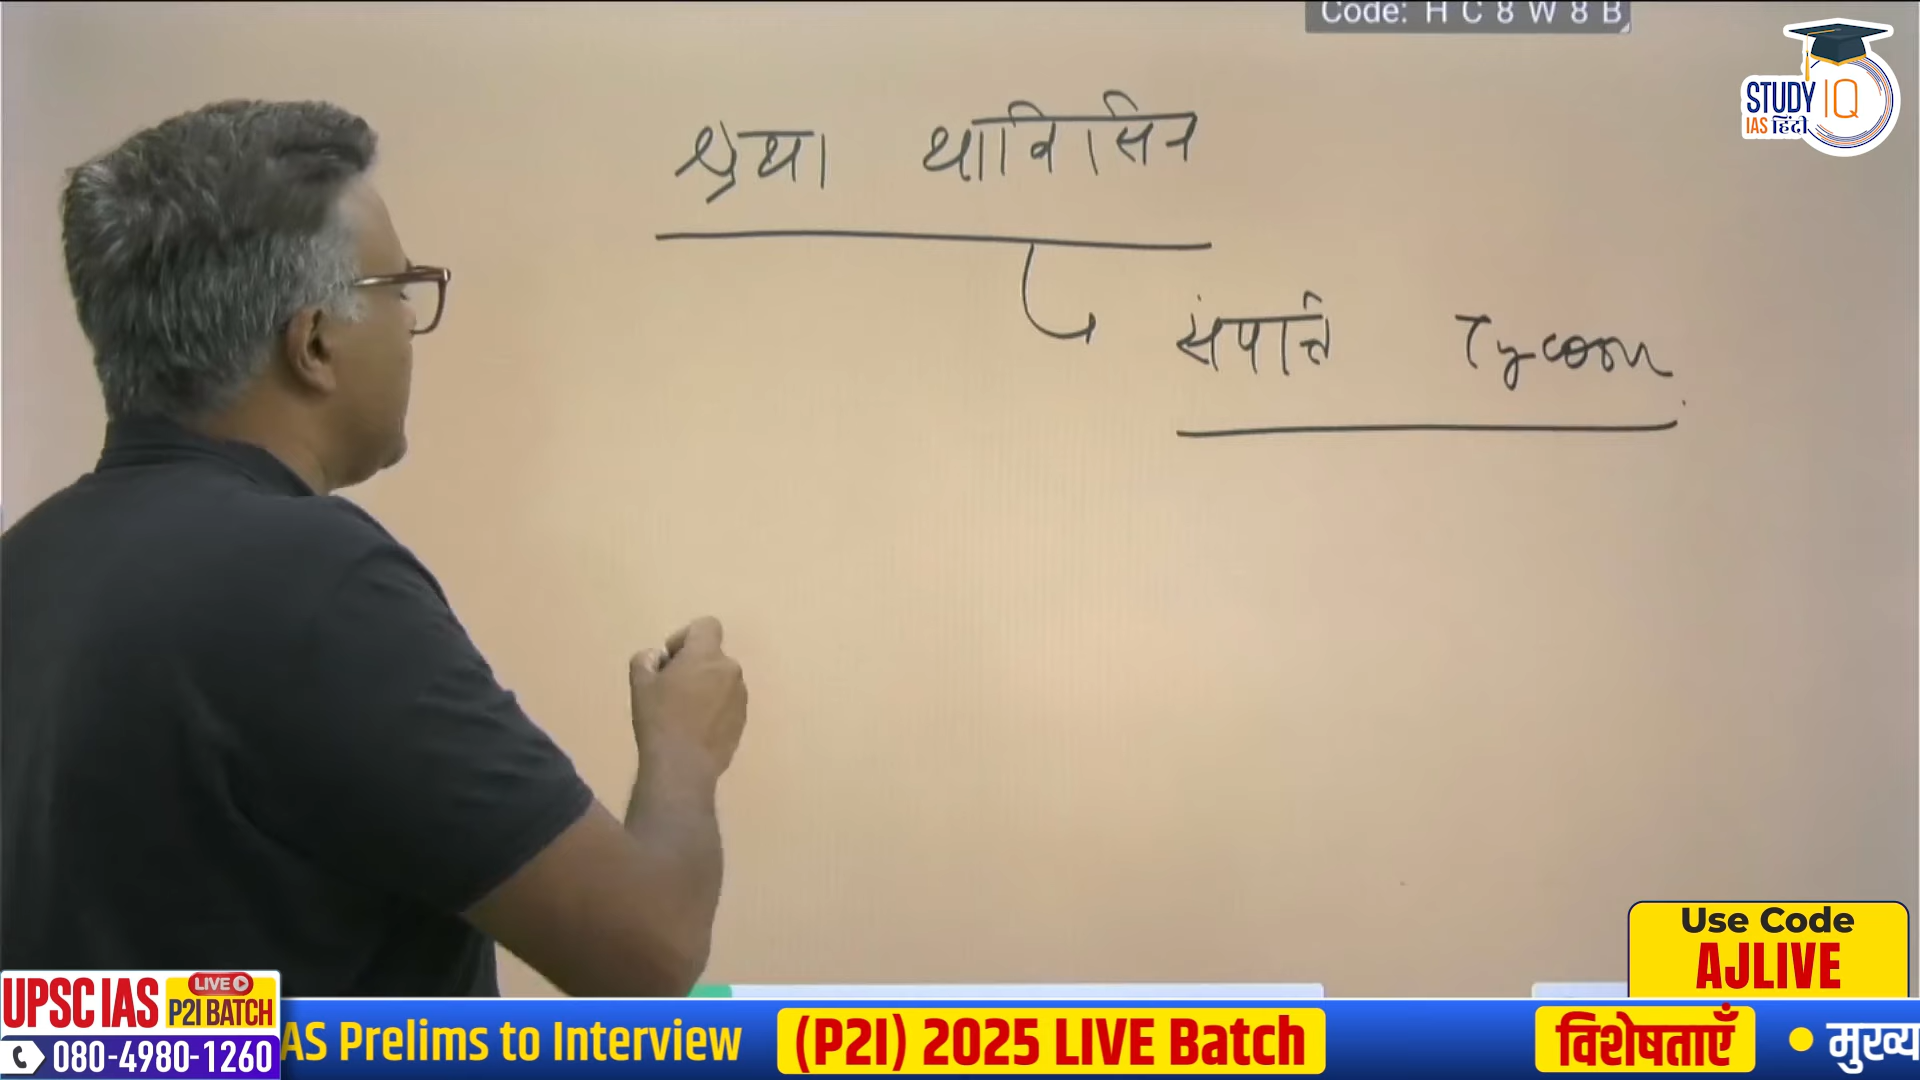 Code: H C 8 W 8 B
STUDY IQ
IAS हिंदी
श्रेथा थाविसिन
संपत्ति Tycoon
Use Code
AJLIVE
UPSC IAS LIVE P2I BATCH
080-4980-1260
AS Prelims to Interview (P2I) 2025 LIVE Batch विशेषताएँ • मुख्य